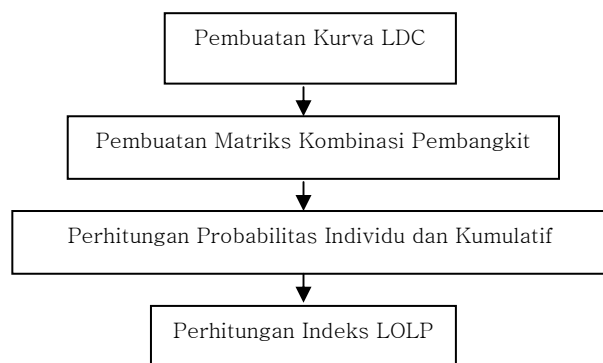 Pembuatan Kurva LDC
Pembuatan Matriks Kombinasi Pembangkit
Perhitungan Probabilitas Individu dan Kumulatif
Perhitungan Indeks LOLP